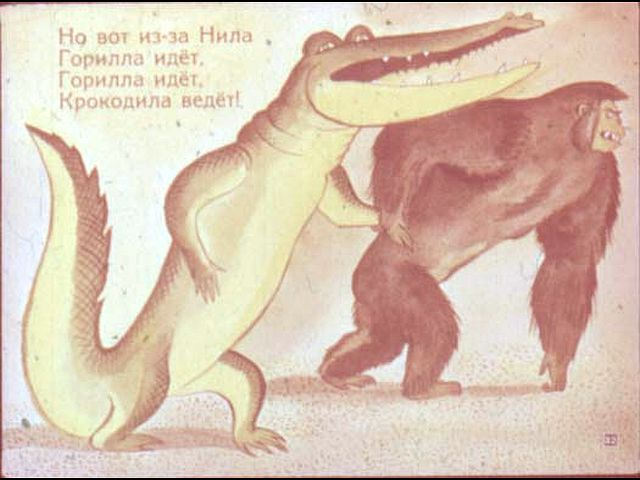 Но вот из-за Нила
Горилла идёт,
Горилла идёт,
Крокодила ведёт!